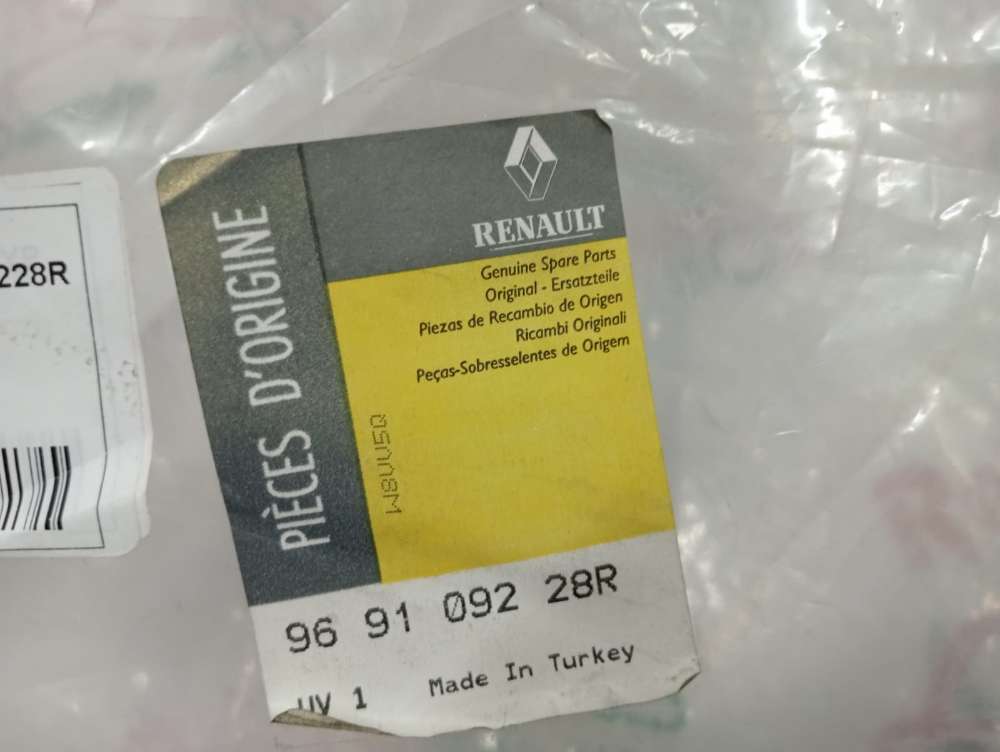 228R
PIÈCES D'ORIGINE
RENAULT
Genuine Spare Parts
Original - Ersatzteile
Piezas de Recambio de Origen
Ricambi Originali
Peças-Sobresselentes de Origem
96 91 092 28R
UV 1 Made In Turkey